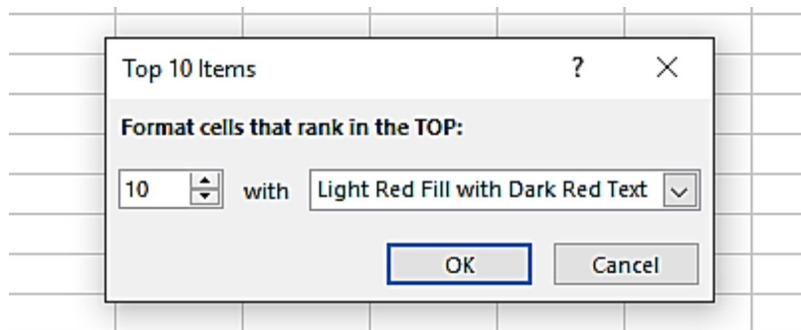 Top 10 Items ?
Format cells that rank in the TOP:
10 with Light Red Fill with Dark Red Text
OK Cancel